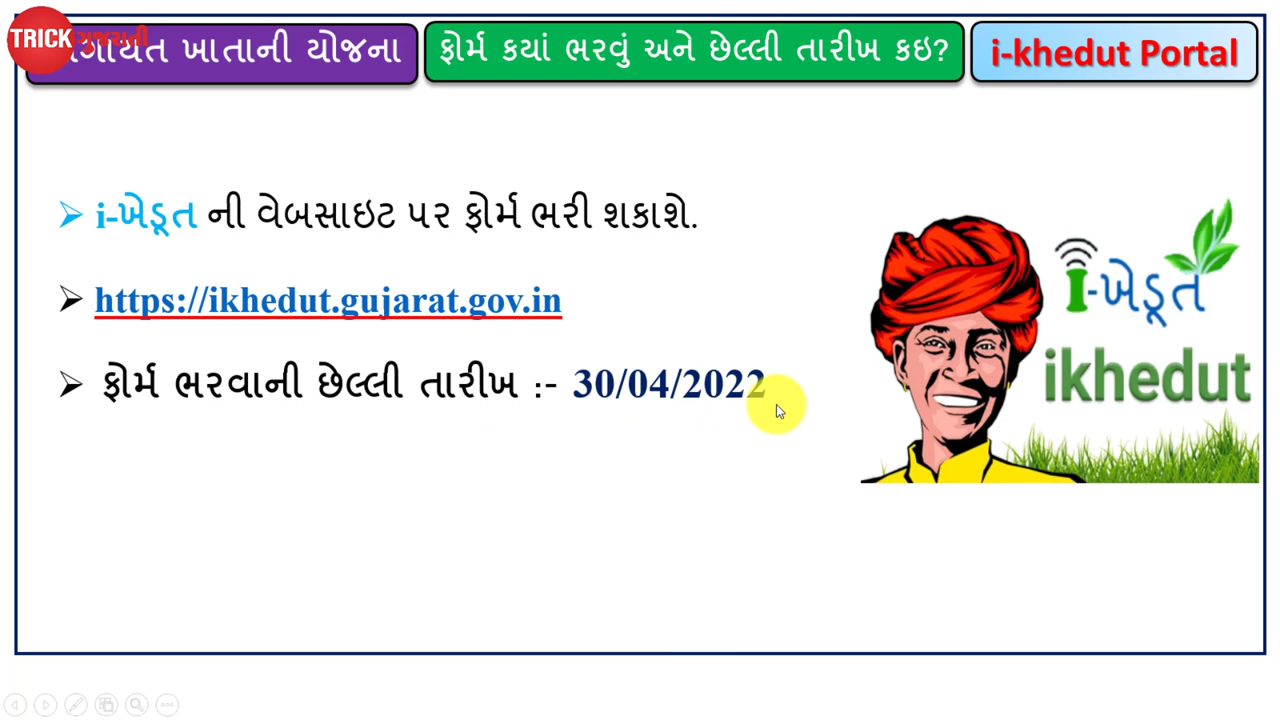 TRICK ગુજરાતી
ખાતાની યોજના
ફોર્મ કયાં ભરવું અને છેલ્લી તારીખ કઇ?
i-khedut Portal
i-ખેડૂત ની વેબસાઇટ પર ફોર્મ ભરી શકાશે.
https://ikhedut.gujarat.gov.in
ફોર્મ ભરવાની છેલ્લી તારીખ :- 30/04/2022
i-ખેડૂત
ikhedut